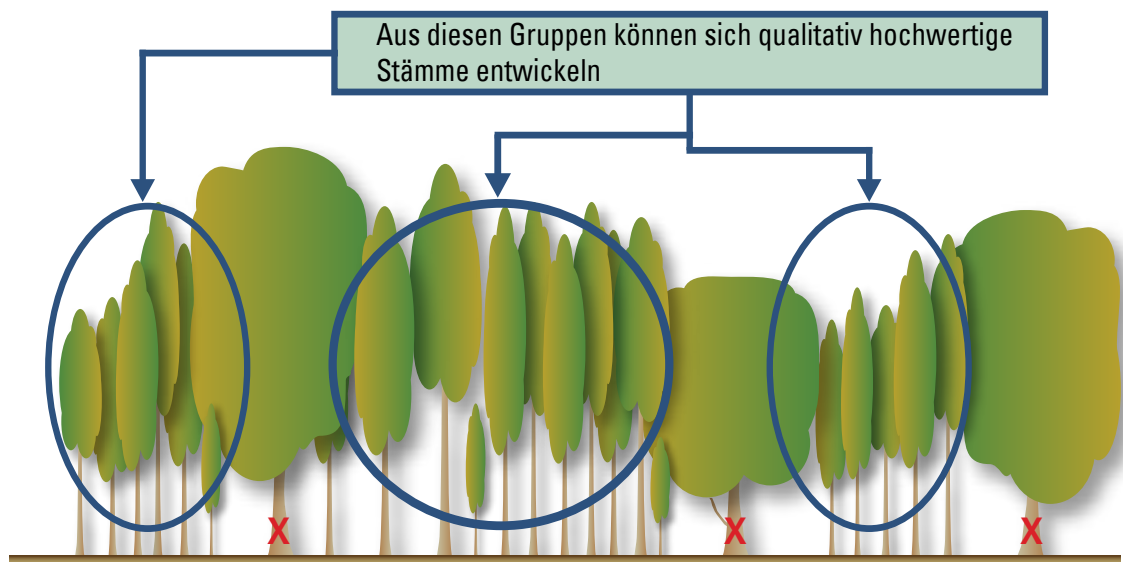 Aus diesen Gruppen können sich qualitativ hochwertige
Stämme entwickeln
X
X
X